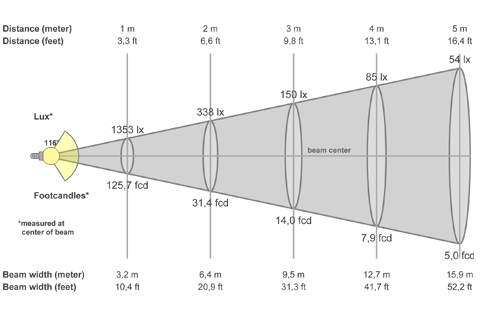 Distance (meter) 1 m 2 m 3 m 4 m 5 m
Distance (feet) 3,3 ft 6,6 ft 9,8 ft 13,1 ft 16,4 ft
54 lx
85 lx
150 lx
338 lx
1353 lx
Lux*
116°
beam center
125,7 fcd
Footcandles*
31,4 fcd
14,0 fcd
*measured at
center of beam
7,9 fcd
5,0 fcd
Beam width (meter) 3,2 m 6,4 m 9,5 m 12,7 m 15,9 m
Beam width (feet) 10,4 ft 20,9 ft 31,3 ft 41,7 ft 52,2 ft